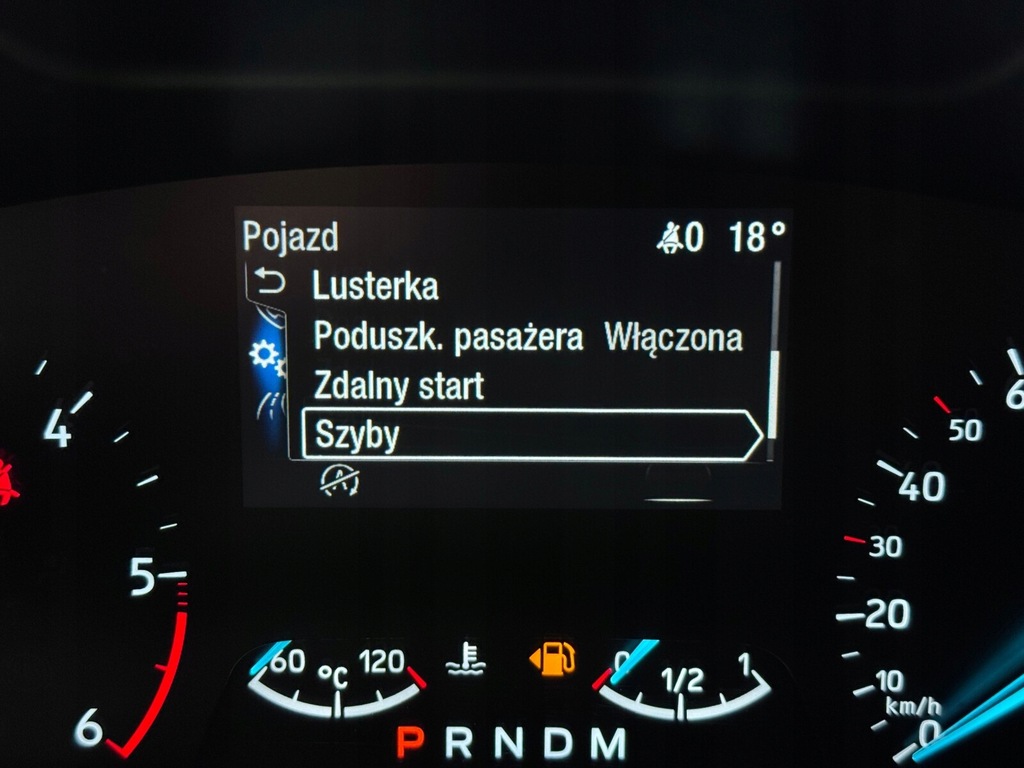 Pojazd 0 18°
Lusterka
Poduszk. pasażera Włączona
Zdalny start
Szyby
4
5
6
60 °C 120
0 1/2 1
P R N D M
6
50
40
30
20
10
km/h
0